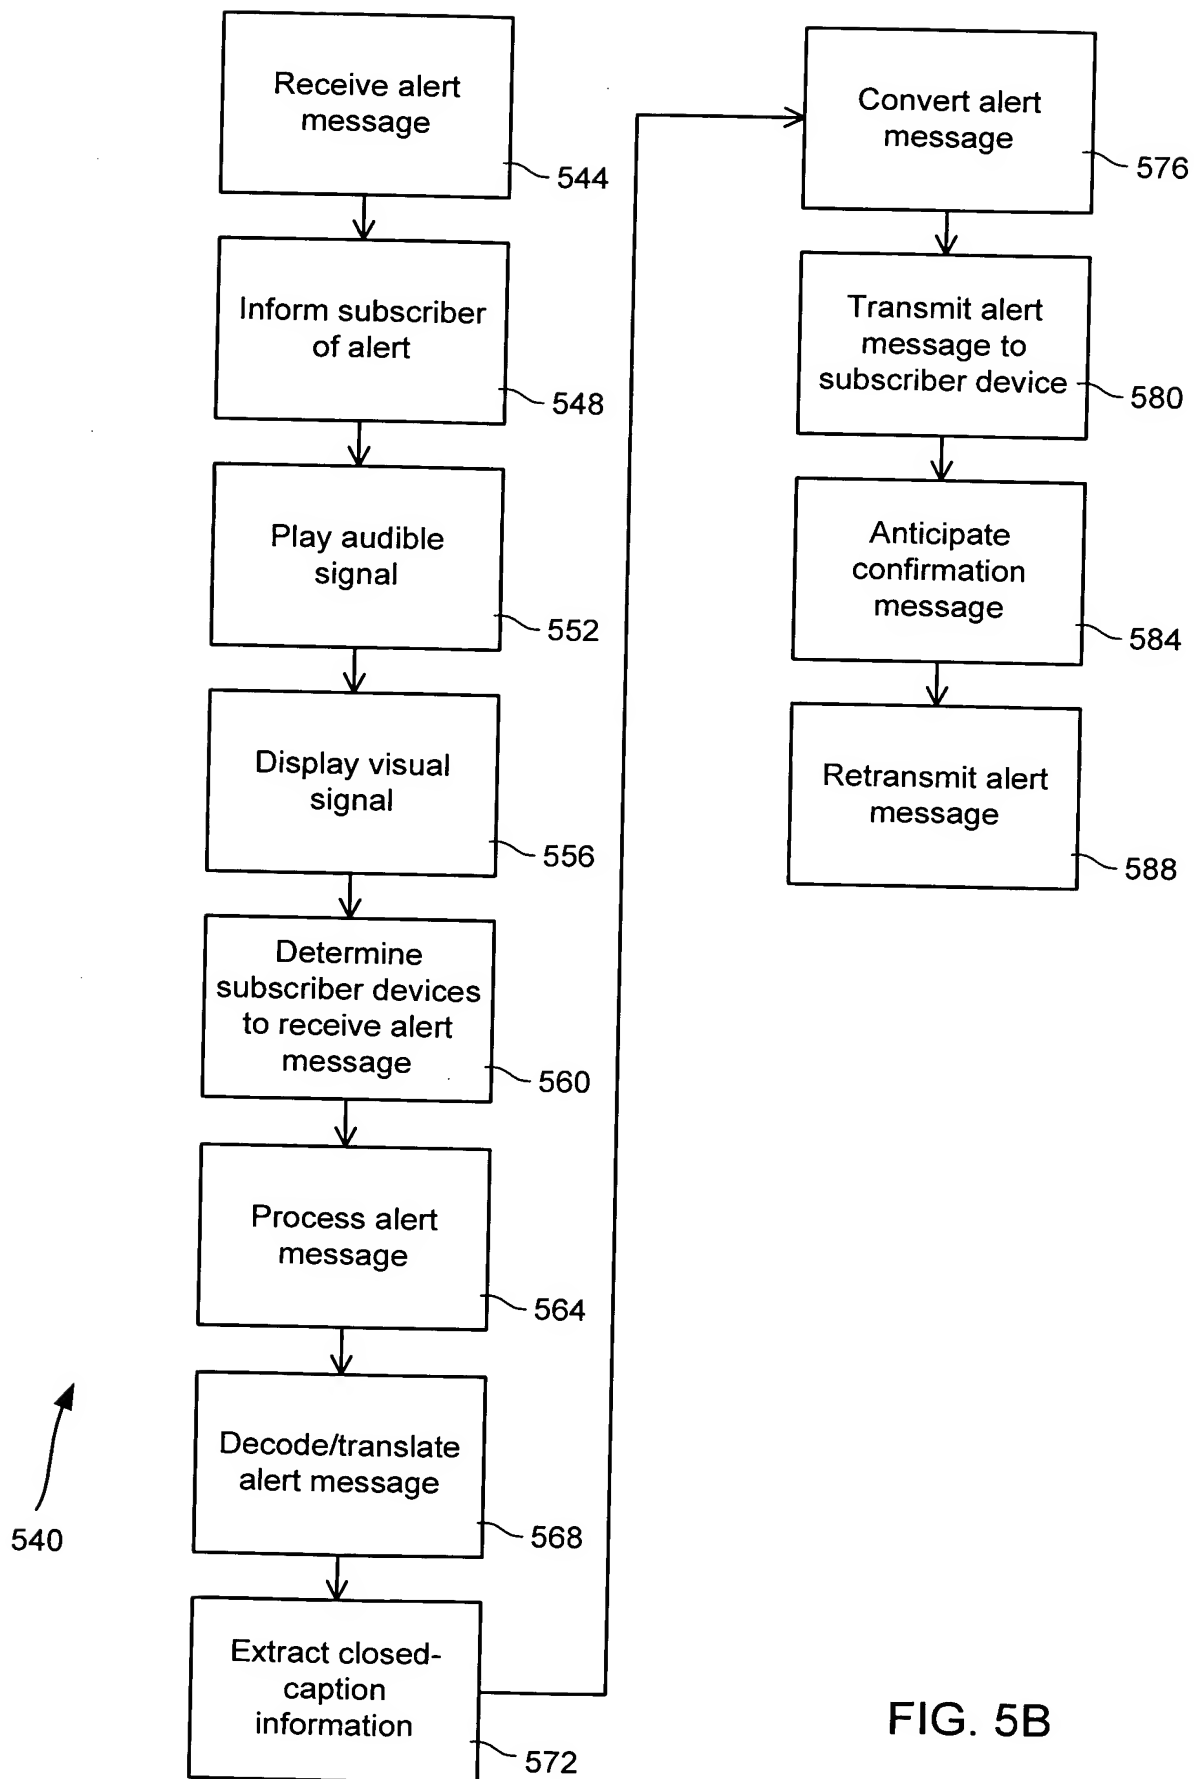 Receive alert
message
544
Inform subscriber
of alert
548
Play audible
signal
552
Display visual
signal
556
Determine
subscriber devices
to receive alert
message
560
Process alert
message
564
Decode/translate
alert message
568
Extract closed-
caption
information
572
540
Convert alert
message
576
Transmit alert
message to
subscriber device
580
Anticipate
confirmation
message
584
Retransmit alert
message
588
FIG. 5B